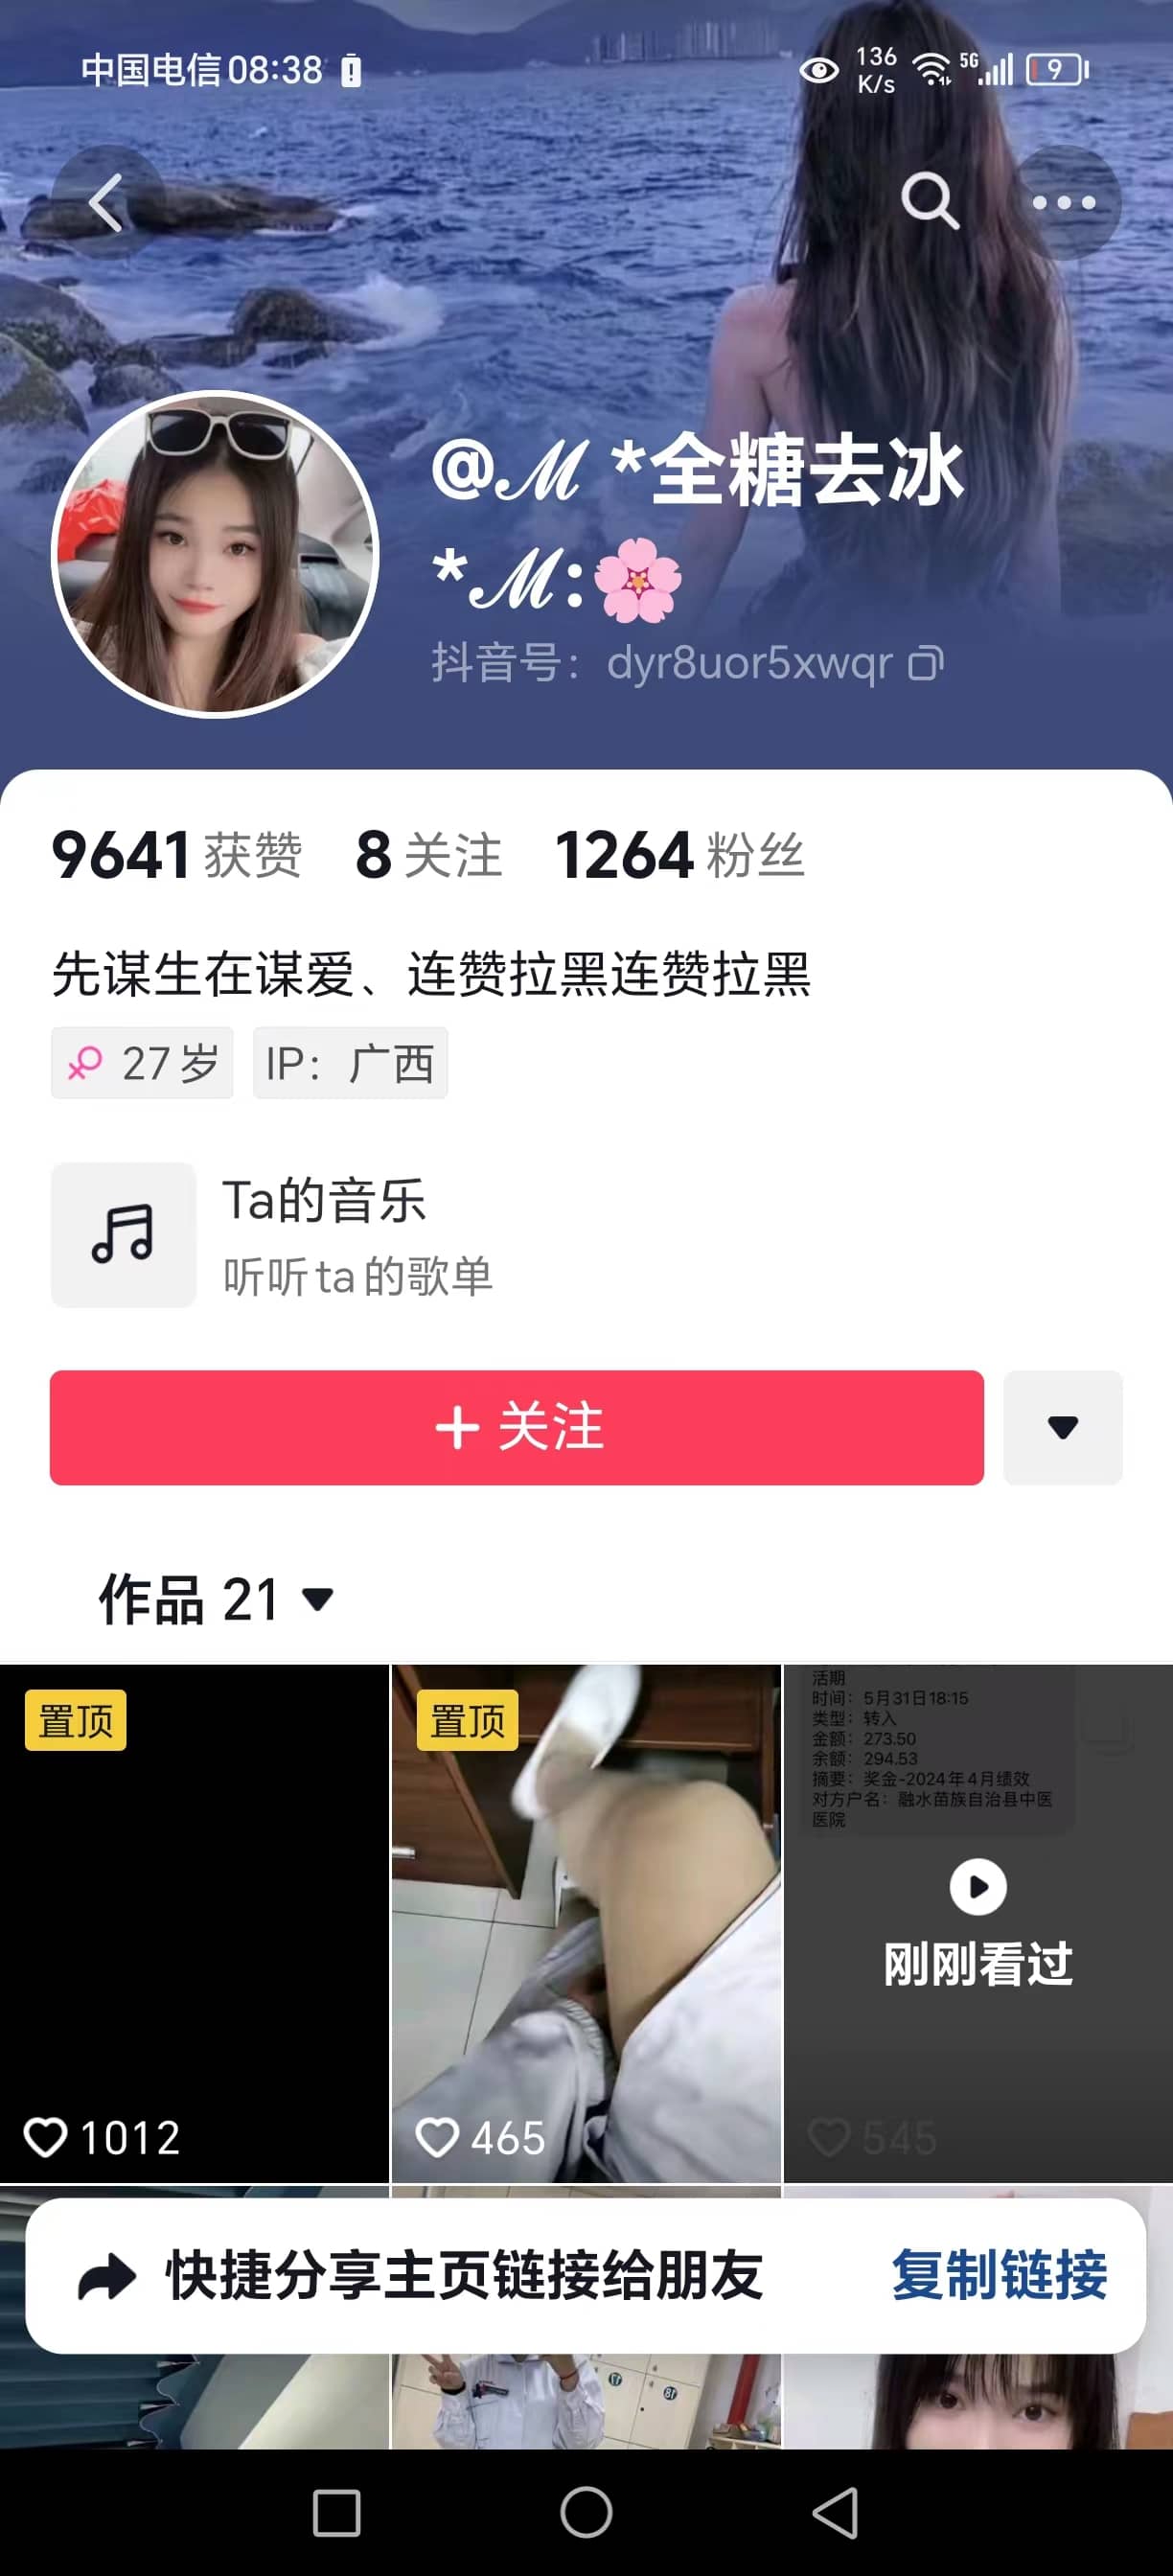 中国电信08:38
136 K/s 5G 9
@ℳ *全糖去冰
*ℳ:🌸
抖音号：dyr8uor5xwqr
9641 获赞 8 关注 1264 粉丝
先谋生在谋爱、连赞拉黑连赞拉黑
27岁 IP：广西
Ta的音乐
听听ta的歌单
+ 关注
作品 21
置顶
1012
置顶
465
活期
时间：5月31日18:15
类型：转入
金额：273.50
余额：294.53
摘要：奖金-2024年4月绩效
对方户名：融水苗族自治县中医
医院
刚刚看过
545
快捷分享主页链接给朋友 复制链接
17
18